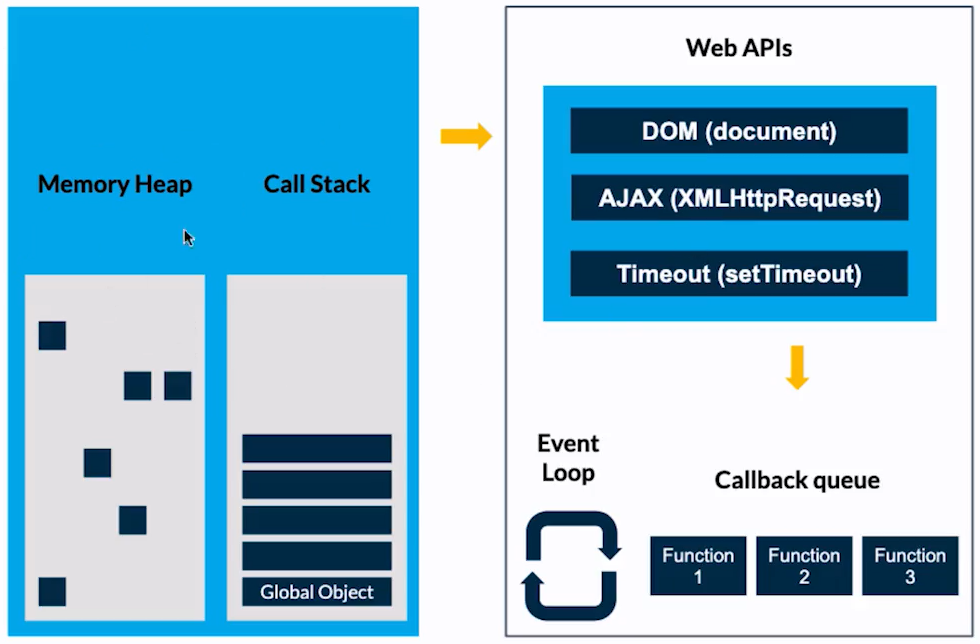 Memory Heap
Call Stack
Global Object
Web APIs
DOM (document)
AJAX (XMLHttpRequest)
Timeout (setTimeout)
Event
Loop
Callback queue
Function
1
Function
2
Function
3